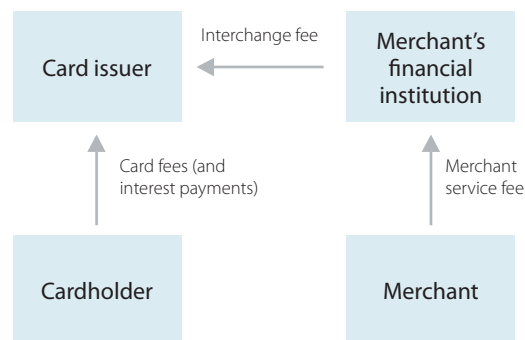 Interchange fee
Card issuer
Merchant’s
financial
institution
Card fees (and
interest payments)
Merchant
service fee
Cardholder
Merchant